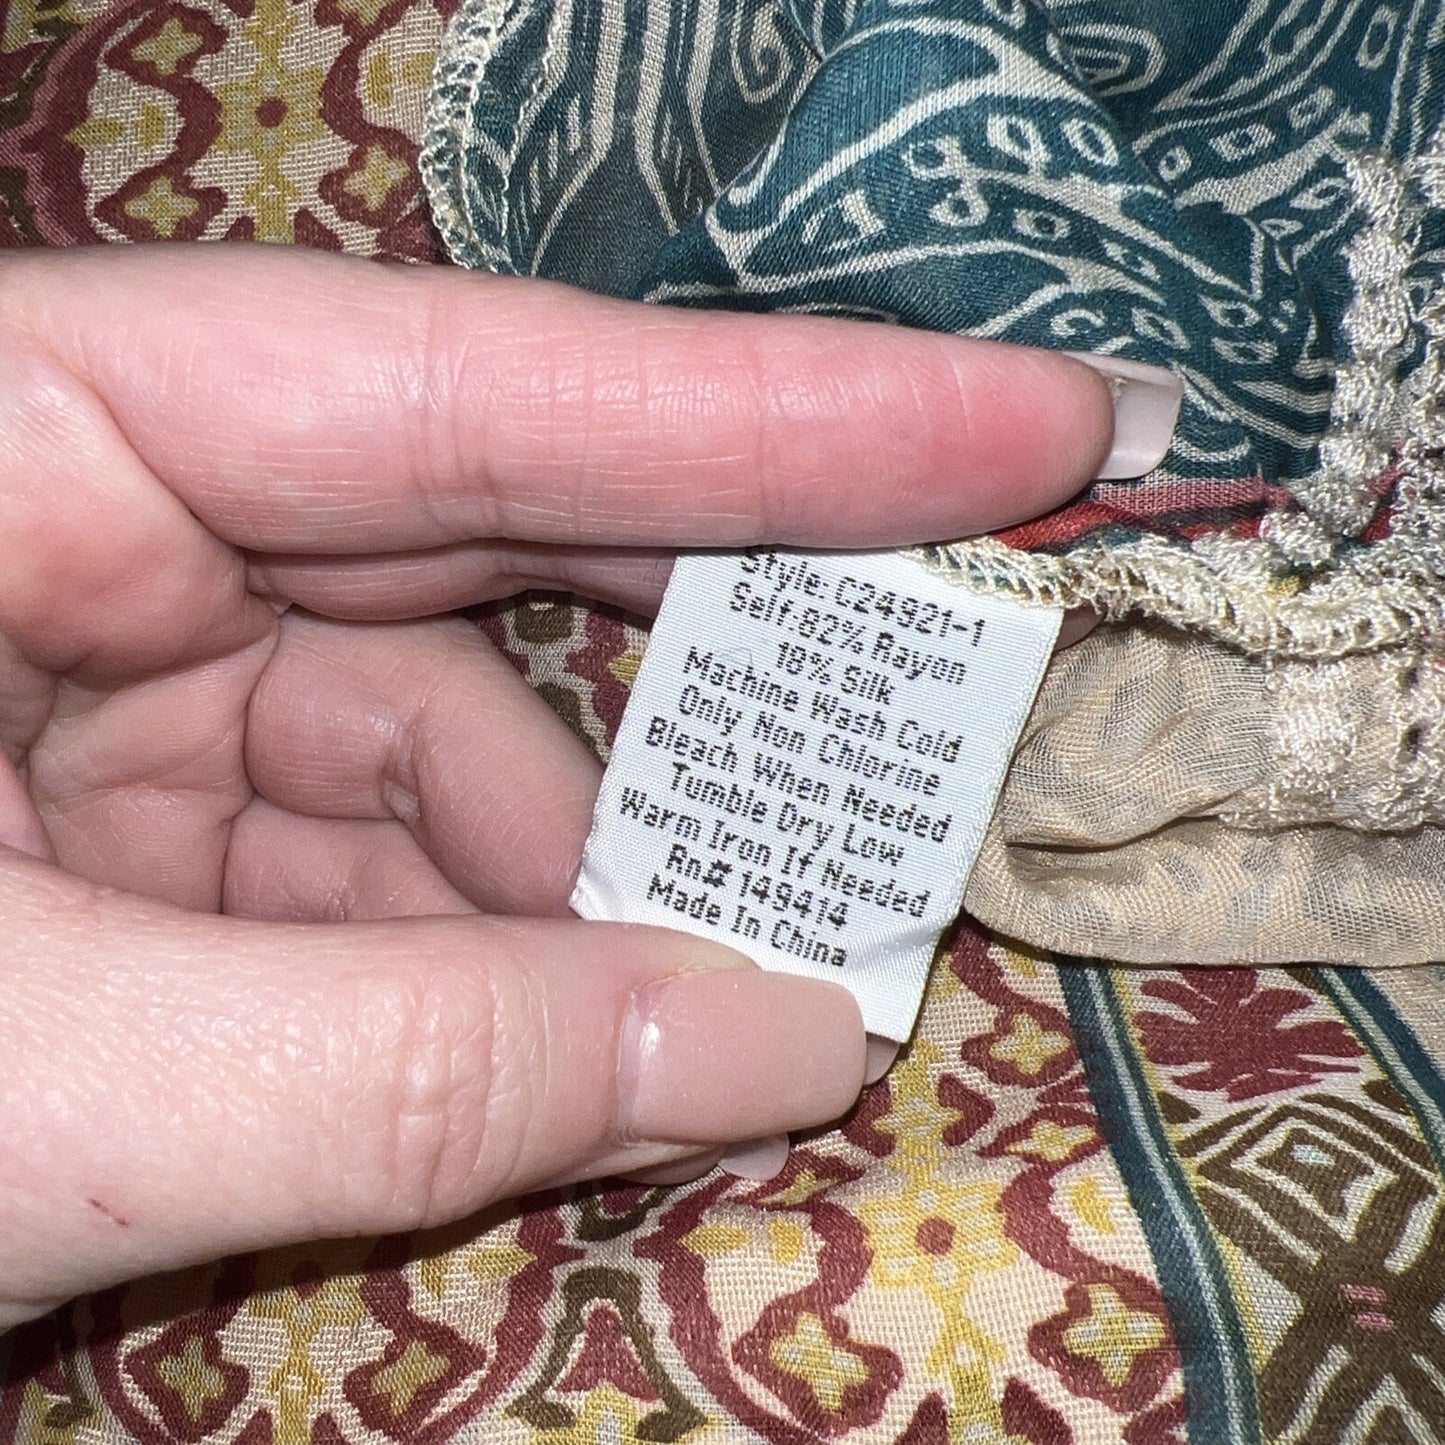 Style: C24921-1
Self:82% Rayon
18% Silk
Machine Wash Cold
Only Non Chlorine
Bleach When Needed
Tumble Dry Low
Warm Iron If Needed
Rn# 149414
Made In China